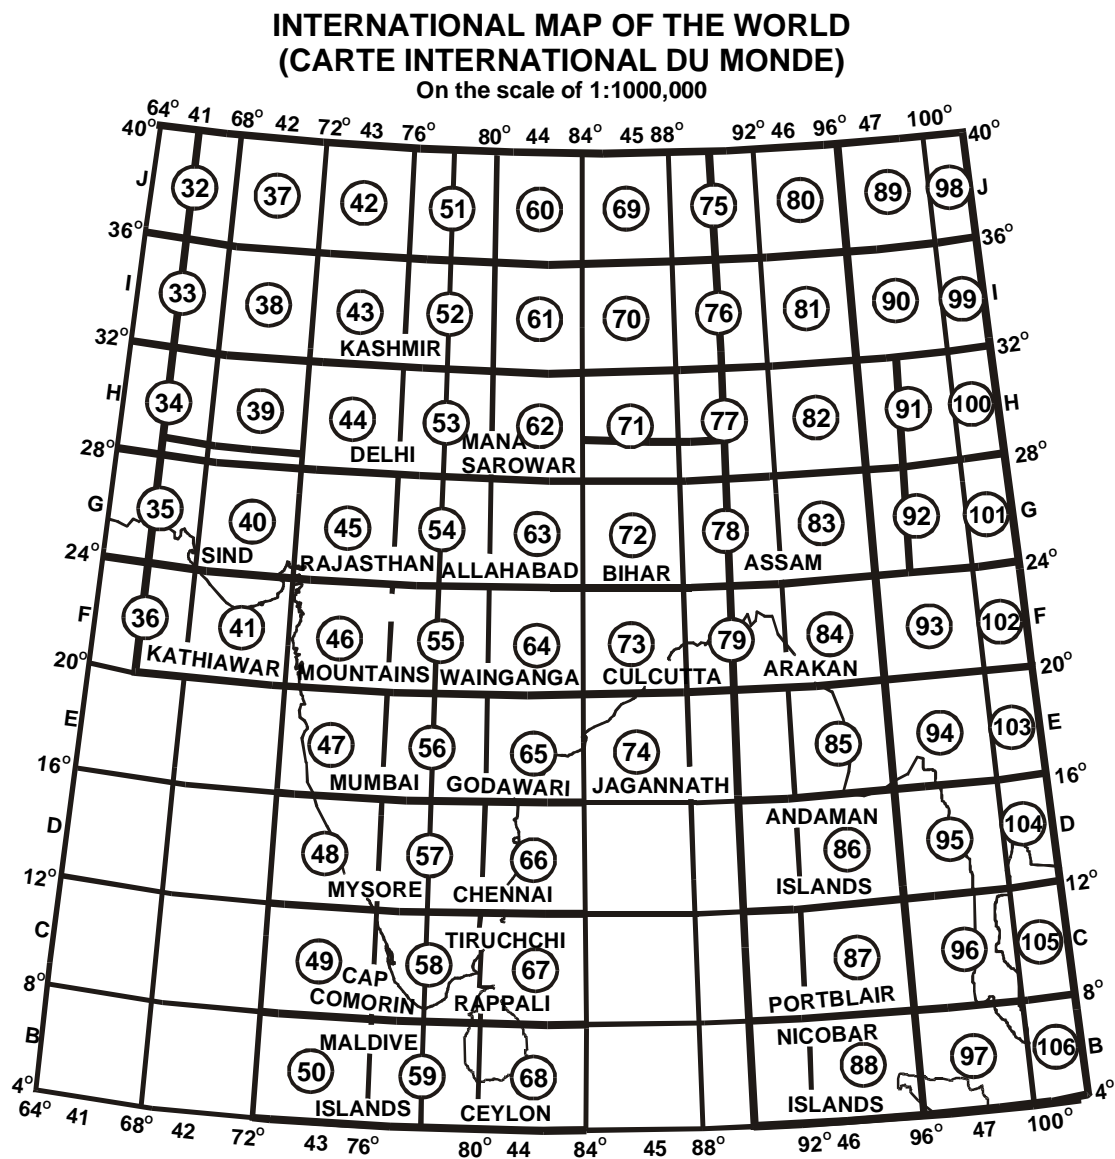 INTERNATIONAL MAP OF THE WORLD
(CARTE INTERNATIONAL DU MONDE)
On the scale of 1:1000,000
64° 41 68° 42 72° 43 76° 80° 44 84° 45 88° 92° 46 96° 47 100°
40° 40°
J 32 37 42 51 60 69 75 80 89 98 J
36° 36°
I 33 38 43 52 61 70 76 81 90 99 I
KASHMIR
32° 32°
H 34 39 44 53 62 71 77 82 91 100 H
DELHI MANA
SAROWAR
28° 28°
G 35 40 45 54 63 72 78 83 92 101 G
SIND RAJASTHAN ALLAHABAD BIHAR ASSAM
24° 24°
F 36 41 46 55 64 73 79 84 93 102 F
KATHIAWAR MOUNTAINS WAINGANGA CULCUTTA ARAKAN
20° 20°
E 47 56 65 74 85 94 103 E
MUMBAI GODAWARI JAGANNATH
16° 16°
ANDAMAN
D 48 57 66 86 95 104 D
MYSORE CHENNAI ISLANDS
12° 12°
TIRUCHCHI
C 49 58 67 87 96 105 C
CAP
COMORIN RAPPALI PORTBLAIR
8° 8°
MALDIVE NICOBAR
B 50 59 68 88 97 106 B
ISLANDS CEYLON ISLANDS
4° 4°
64° 41 68° 42 72° 43 76° 80° 44 84° 45 88° 92° 46 96° 47 100°